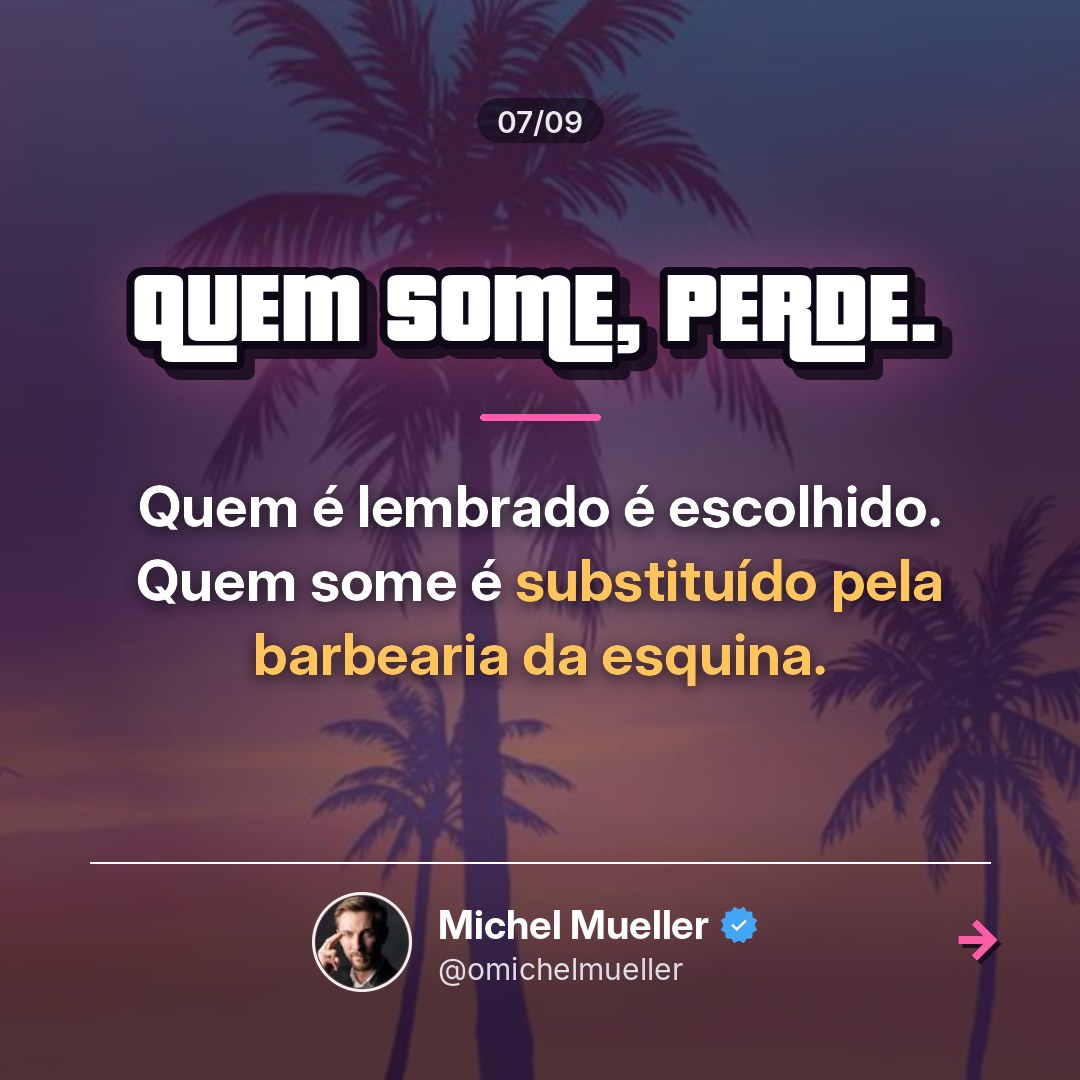 07/09
QUEM SOME, PERDE.
Quem é lembrado é escolhido.
Quem some é substituído pela
barbearia da esquina.
Michel Mueller
@omichelmueller